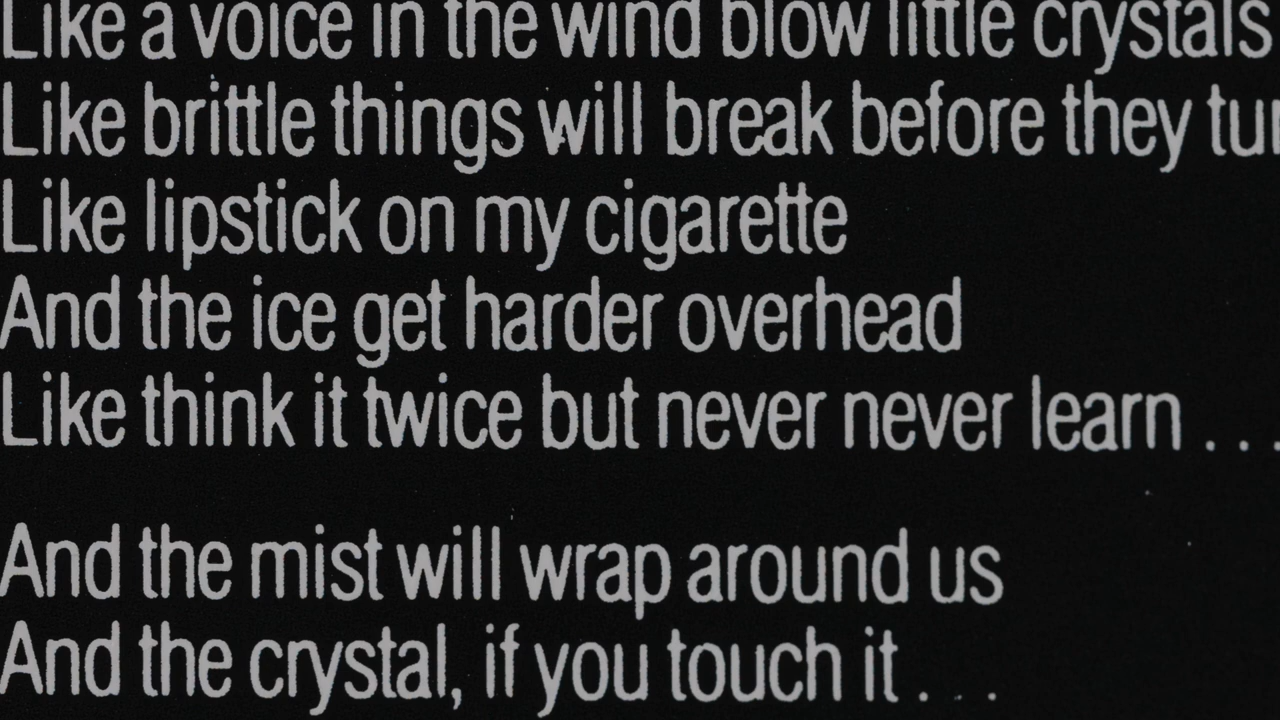 Like a voice in the wind blow little crystals
Like brittle things will break before they
Like lipstick on my cigarette
And the ice get harder overhead
Like think it twice but never never learn . . .
And the mist will wrap around us
And the crystal, if you touch it . . .